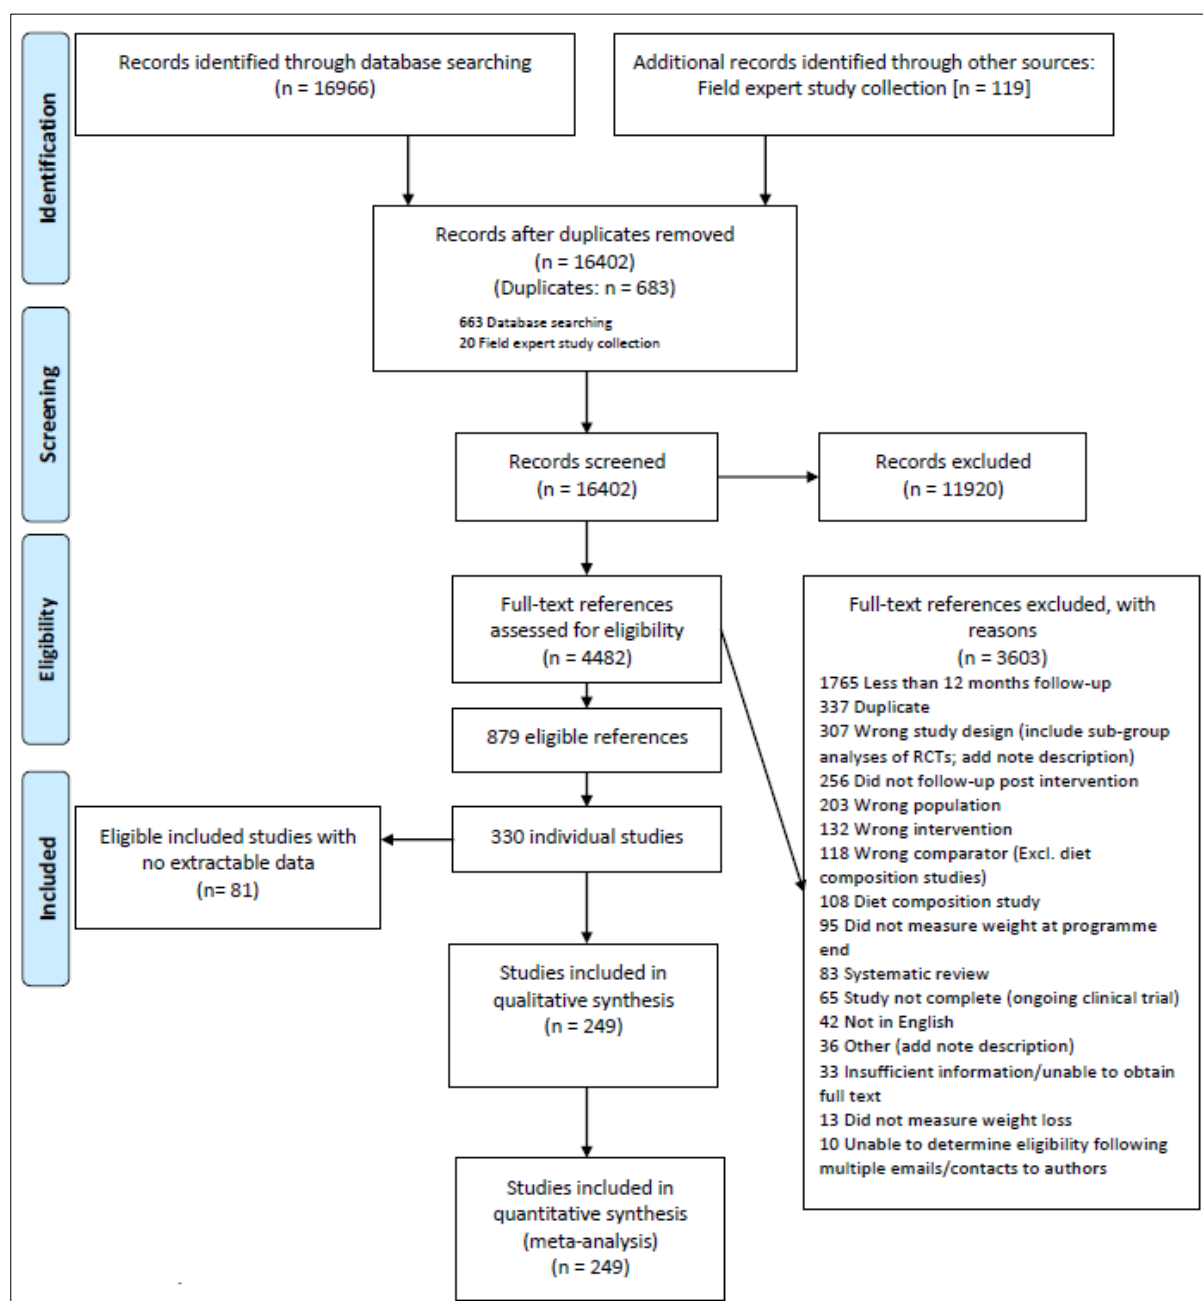 Identification
Records identified through database searching
(n = 16966)
Additional records identified through other sources:
Field expert study collection [n = 119]
Records after duplicates removed
(n = 16402)
(Duplicates: n = 683)
663 Database searching
20 Field expert study collection
Screening
Records screened
(n = 16402)
Records excluded
(n = 11920)
Eligibility
Full-text references
assessed for eligibility
(n = 4482)
Full-text references excluded, with
reasons
(n = 3603)
1765 Less than 12 months follow-up
337 Duplicate
307 Wrong study design (include sub-group
analyses of RCTs; add note description)
256 Did not follow-up post intervention
203 Wrong population
132 Wrong intervention
118 Wrong comparator (Excl. diet
composition studies)
108 Diet composition study
95 Did not measure weight at programme
end
83 Systematic review
65 Study not complete (ongoing clinical trial)
42 Not in English
36 Other (add note description)
33 Insufficient information/unable to obtain
full text
13 Did not measure weight loss
10 Unable to determine eligibility following
multiple emails/contacts to authors
879 eligible references
Included
330 individual studies
Eligible included studies with
no extractable data
(n= 81)
Studies included in
qualitative synthesis
(n = 249)
Studies included in
quantitative synthesis
(meta-analysis)
(n = 249)